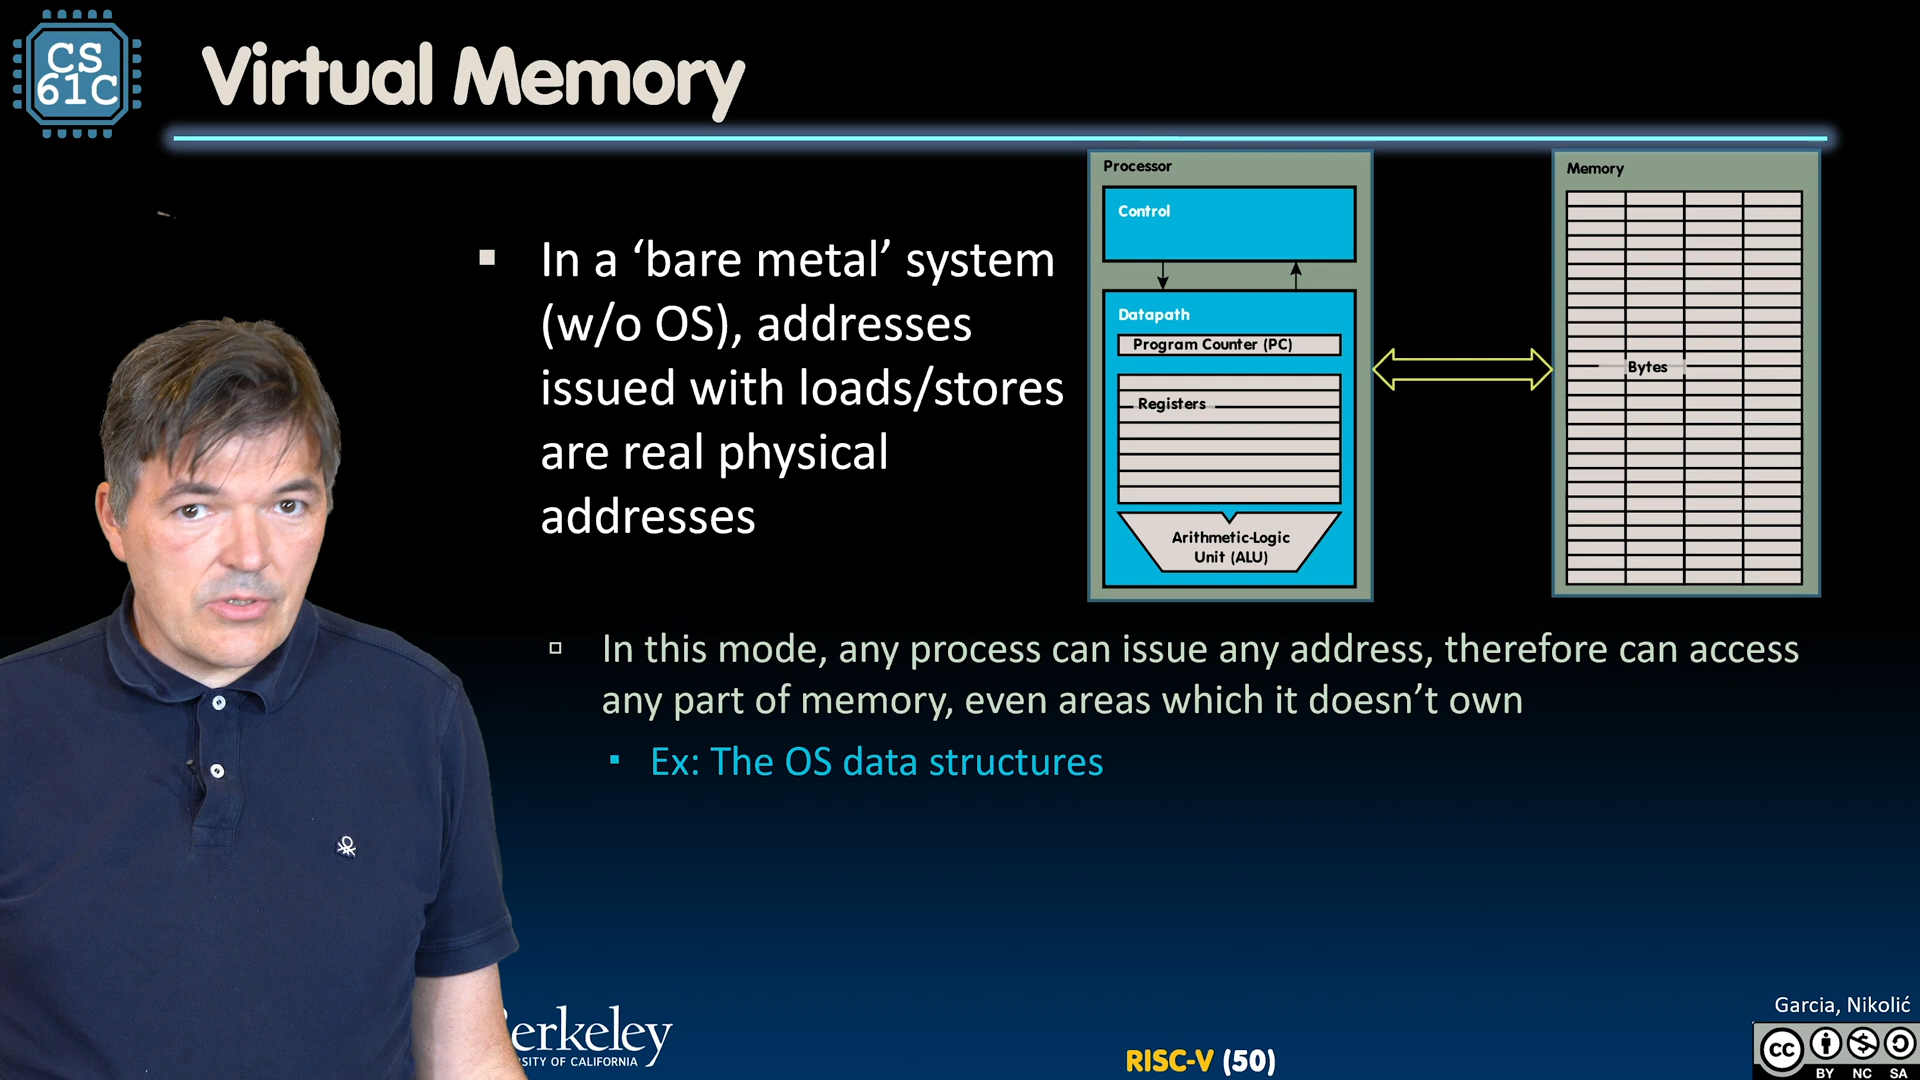 CS
61C
Virtual Memory
In a ‘bare metal’ system
(w/o OS), addresses
issued with loads/stores
are real physical
addresses
Processor
Control
Datapath
Program Counter (PC)
Registers
Arithmetic-Logic
Unit (ALU)
Memory
Bytes
In this mode, any process can issue any address, therefore can access
any part of memory, even areas which it doesn’t own
Ex: The OS data structures
erkeley
SITY OF CALIFORNIA
RISC-V (50)
Garcia, Nikolić
cc
BY NC SA